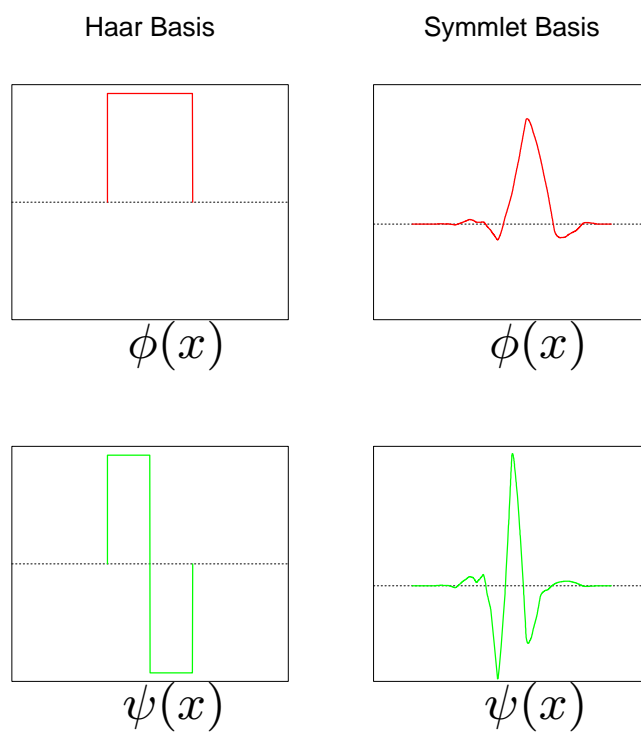 Haar Basis Symmlet Basis
ϕ(x) ϕ(x)
ψ(x) ψ(x)